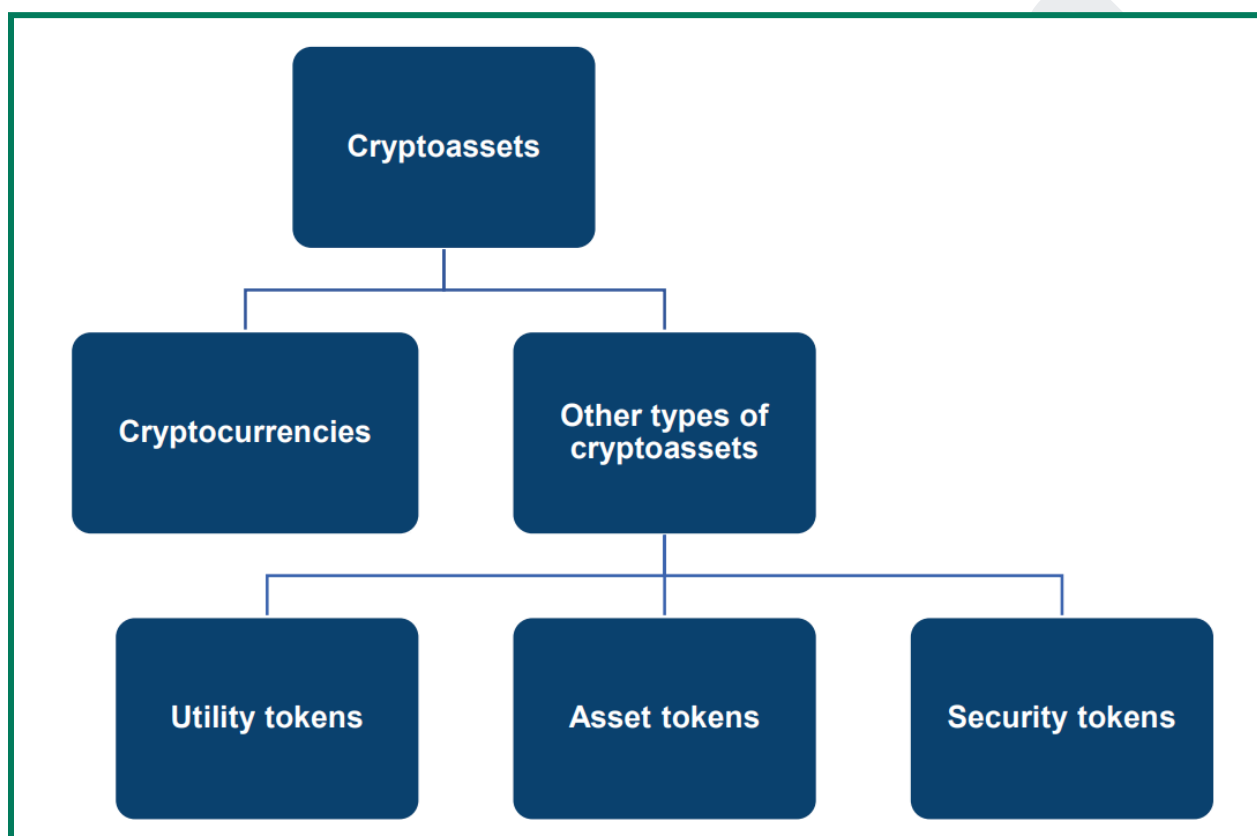 Cryptoassets
Cryptocurrencies
Other types of
cryptoassets
Utility tokens
Asset tokens
Security tokens